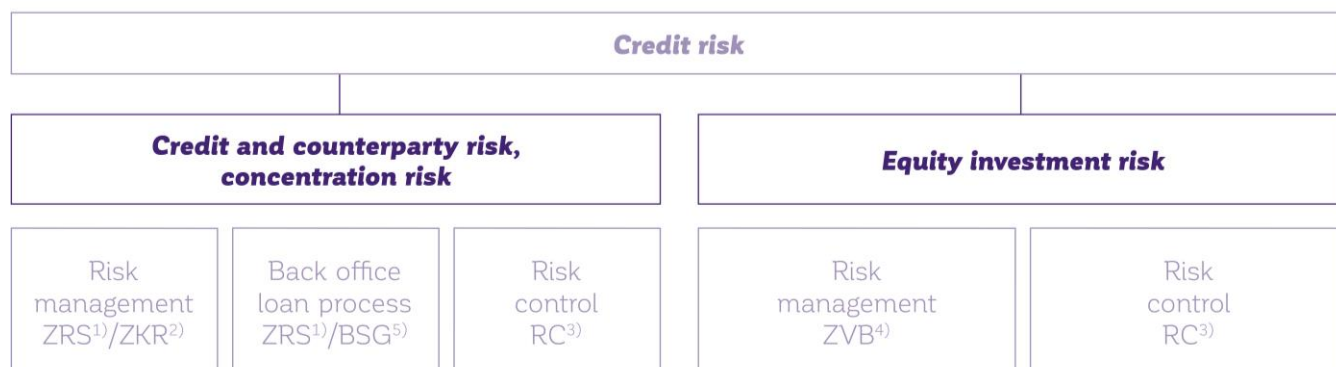 Credit risk
Credit and counterparty risk,
concentration risk
Equity investment risk
Risk
management
ZRS¹⁾/ZKR²⁾
Back office
loan process
ZRS¹⁾/BSG⁵⁾
Risk
control
RC³⁾
Risk
management
ZVB⁴⁾
Risk
control
RC³⁾